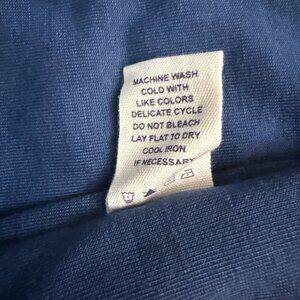 MACHINE WASH
COLD WITH
LIKE COLORS
DELICATE CYCLE
DO NOT BLEACH
LAY FLAT TO DRY
COOL IRON
IF NECESSARY